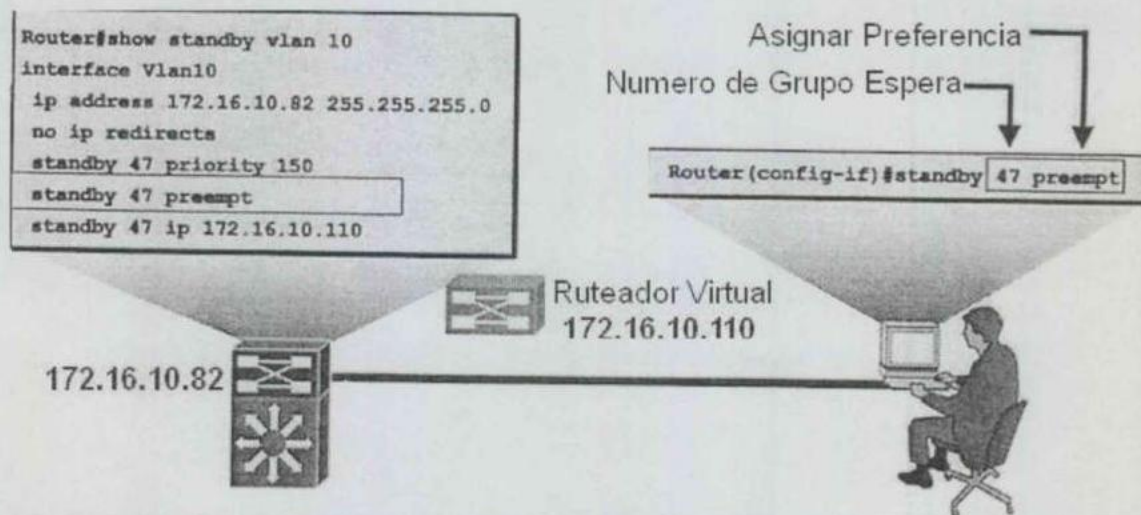 Router#show standby vlan 10
interface Vlan10
ip address 172.16.10.82 255.255.255.0
no ip redirects
standby 47 priority 150
standby 47 preempt
standby 47 ip 172.16.10.110
Asignar Preferencia
Numero de Grupo Espera
Router(config-if)#standby 47 preempt
Ruteador Virtual
172.16.10.110
172.16.10.82